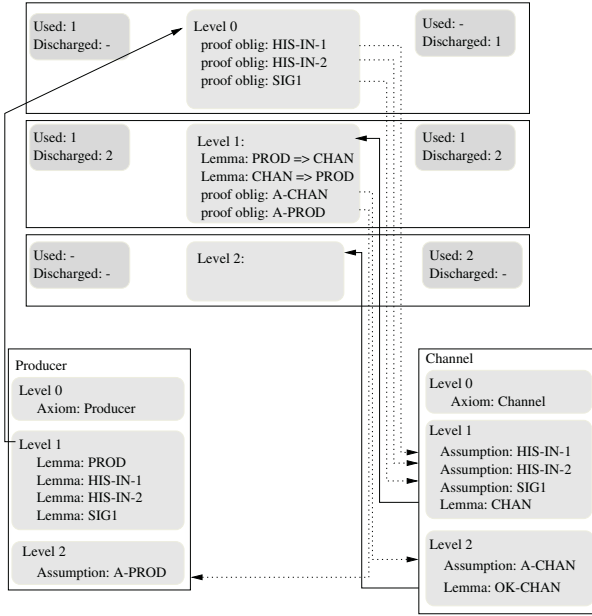 Used: 1
Discharged: -
Level 0
proof oblig: HIS-IN-1
proof oblig: HIS-IN-2
proof oblig: SIG1
Used: -
Discharged: 1
Used: 1
Discharged: 2
Level 1:
Lemma: PROD => CHAN
Lemma: CHAN => PROD
proof oblig: A-CHAN
proof oblig: A-PROD
Used: 1
Discharged: 2
Used: -
Discharged: -
Level 2:
Used: 2
Discharged: -
Producer
Level 0
Axiom: Producer
Level 1
Lemma: PROD
Lemma: HIS-IN-1
Lemma: HIS-IN-2
Lemma: SIG1
Level 2
Assumption: A-PROD
Channel
Level 0
Axiom: Channel
Level 1
Assumption: HIS-IN-1
Assumption: HIS-IN-2
Assumption: SIG1
Lemma: CHAN
Level 2
Assumption: A-CHAN
Lemma: OK-CHAN